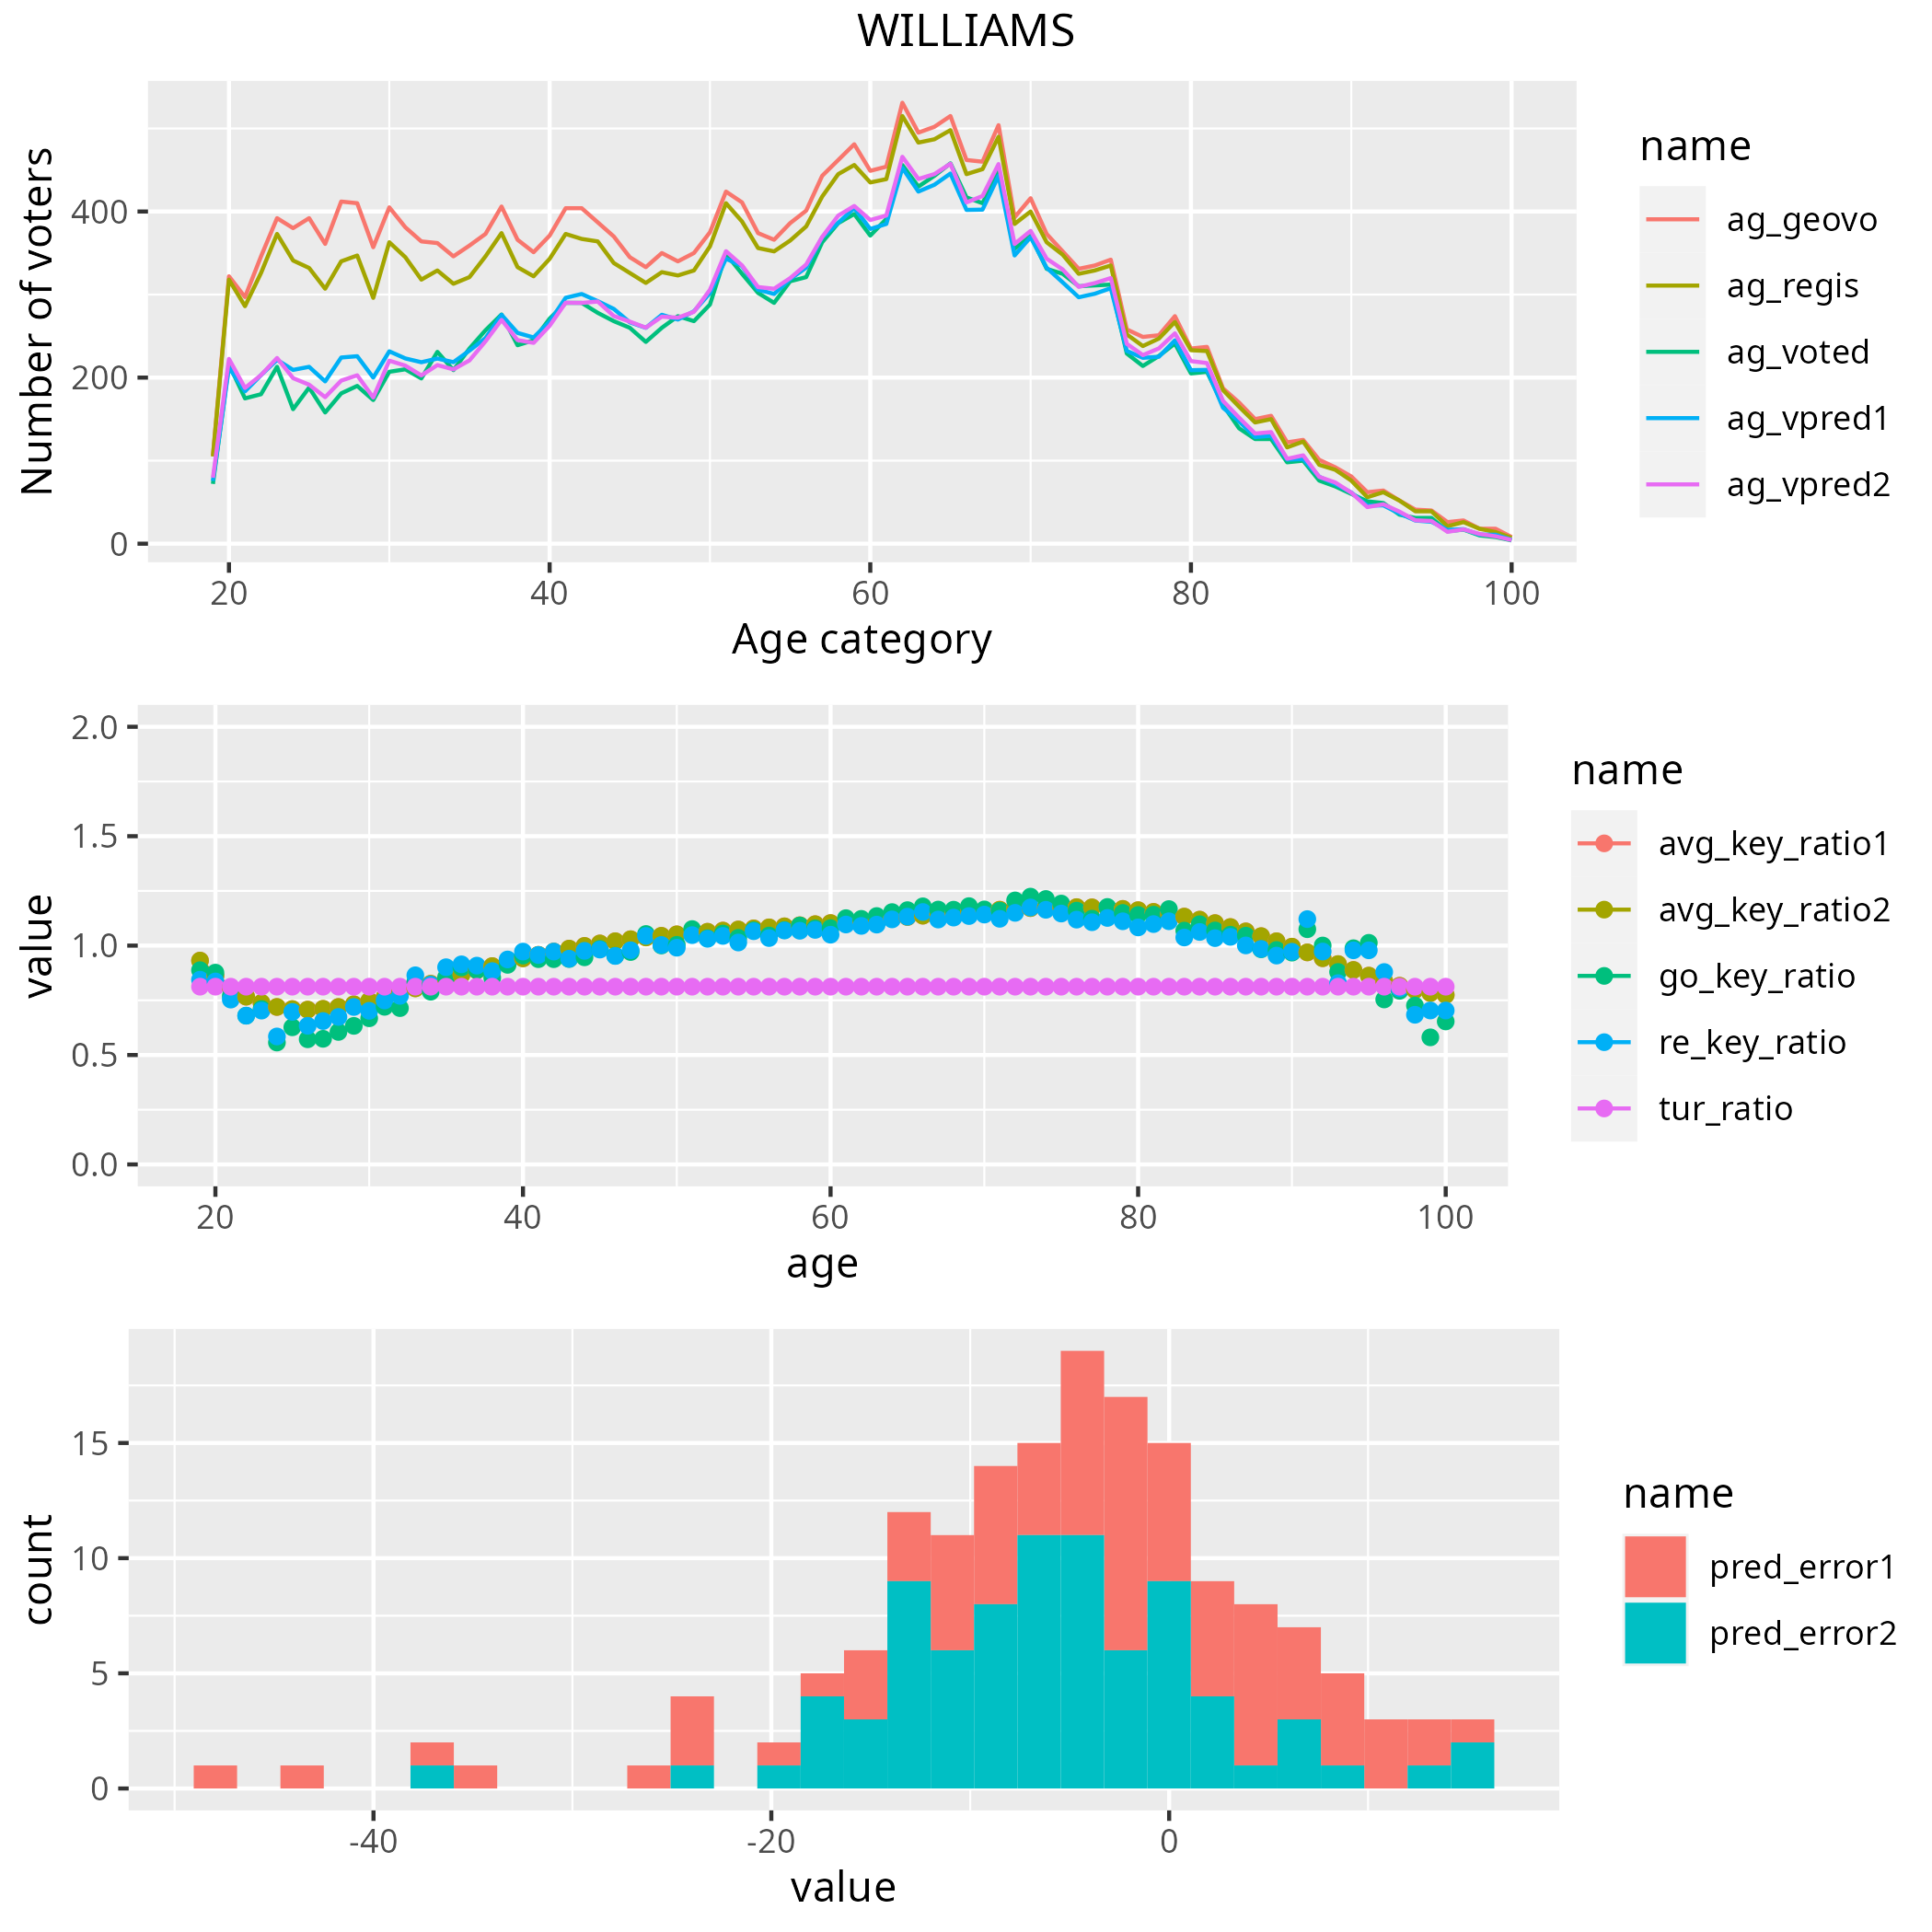 WILLIAMS
Number of voters
400
200
0
20 40 60 80 100
Age category
name
ag_geovo
ag_regis
ag_voted
ag_vpred1
ag_vpred2
value
2.0
1.5
1.0
0.5
0.0
20 40 60 80 100
age
name
avg_key_ratio1
avg_key_ratio2
go_key_ratio
re_key_ratio
tur_ratio
count
15
10
5
0
-40 -20 0
value
name
pred_error1
pred_error2